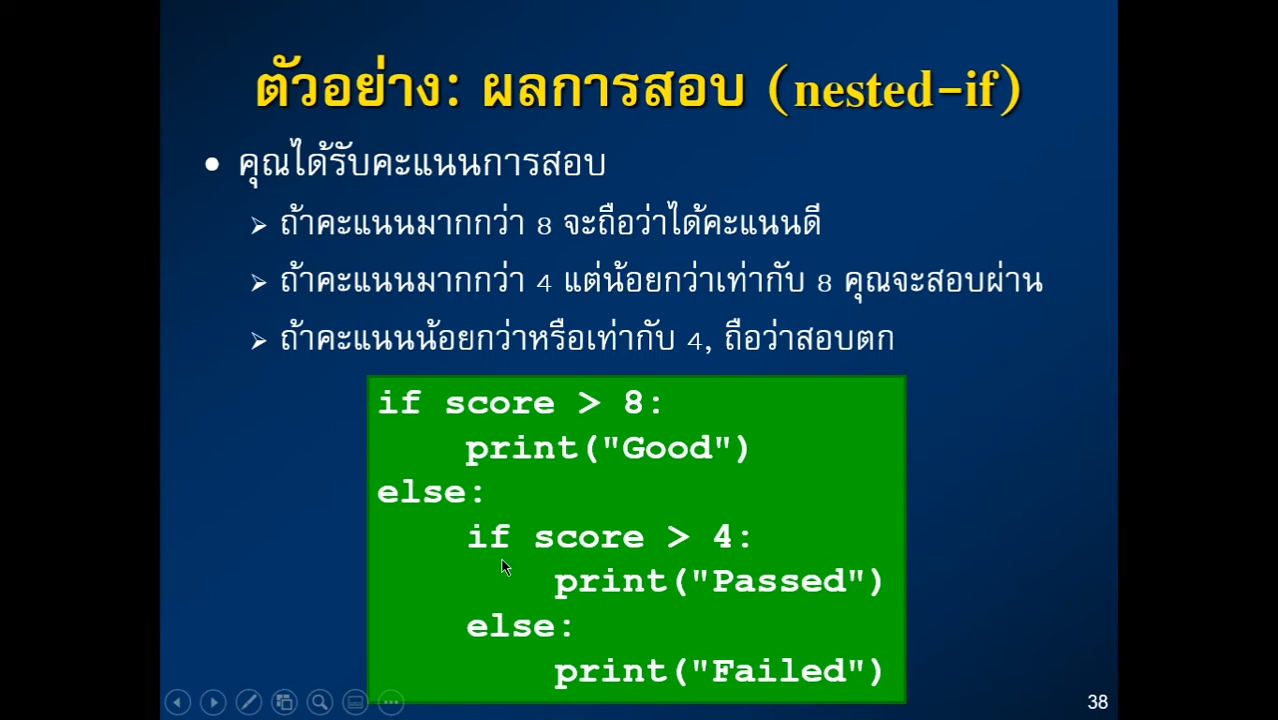 ตัวอย่าง: ผลการสอบ (nested-if)
• คุณได้รับคะแนนการสอบ
➢ ถ้าคะแนนมากกว่า 8 จะถือว่าได้คะแนนดี
➢ ถ้าคะแนนมากกว่า 4 แต่น้อยกว่าเท่ากับ 8 คุณจะสอบผ่าน
➢ ถ้าคะแนนน้อยกว่าหรือเท่ากับ 4, ถือว่าสอบตก
if score > 8:
    print("Good")
else:
    if score > 4:
        print("Passed")
    else:
        print("Failed")
38